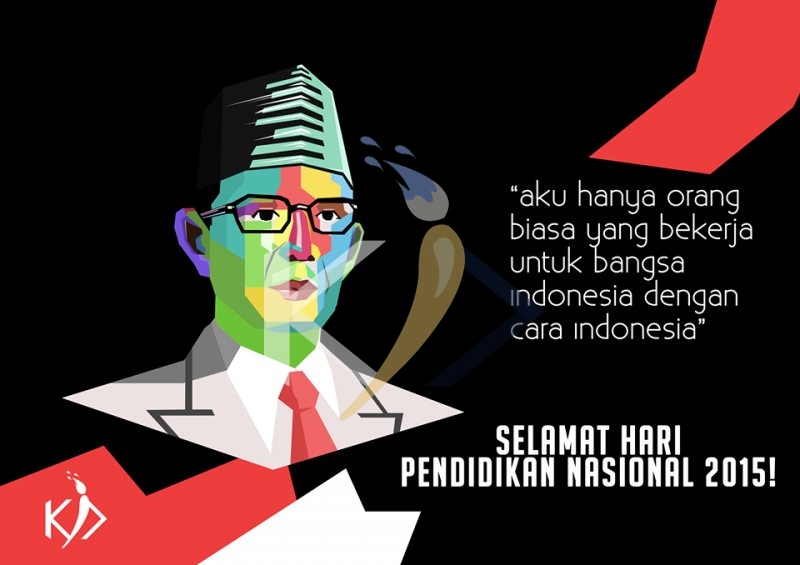 “aku hanya orang
biasa yang bekerja
untuk bangsa
indonesia dengan
cara indonesia”
SELAMAT HARI
PENDIDIKAN NASIONAL 2015!